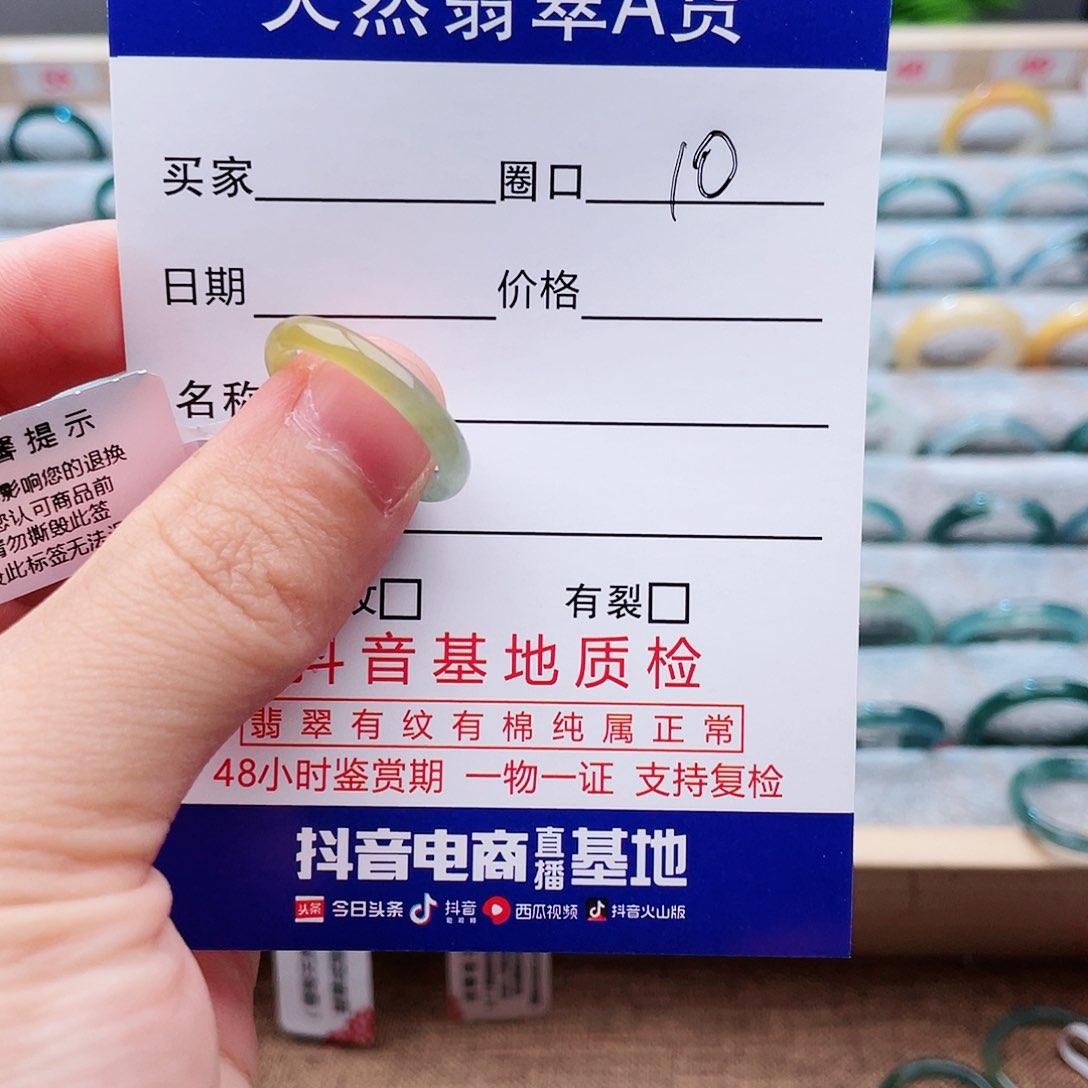 天然翡翠A货
买家 圈口 10
日期 价格
名称
有裂
抖音基地质检
翡翠有纹有棉纯属正常
48小时鉴赏期 一物一证 支持复检
抖音电商直播基地
头条 今日头条 抖音 西瓜视频 抖音火山版
馨提示
影响您的退换
您认可商品前
请勿撕毁此签
此标签无法